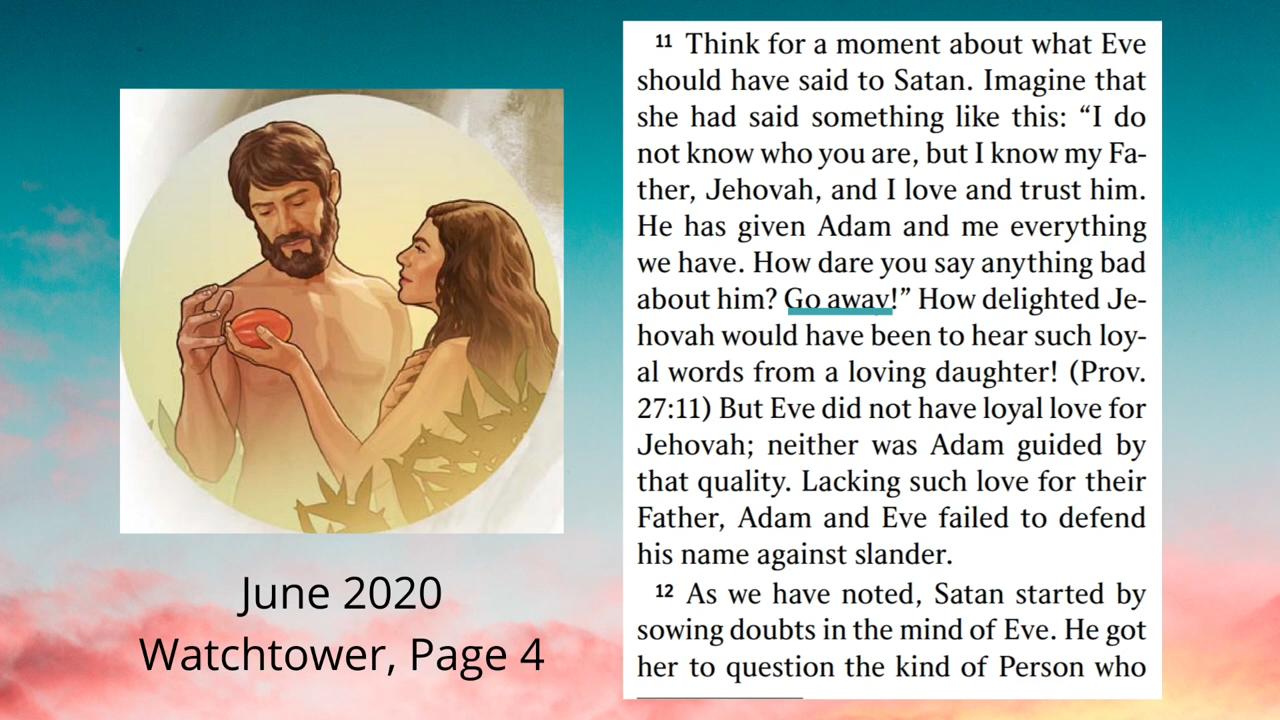 June 2020
Watchtower, Page 4
11 Think for a moment about what Eve
should have said to Satan. Imagine that
she had said something like this: “I do
not know who you are, but I know my Fa-
ther, Jehovah, and I love and trust him.
He has given Adam and me everything
we have. How dare you say anything bad
about him? Go away!” How delighted Je-
hovah would have been to hear such loy-
al words from a loving daughter! (Prov.
27:11) But Eve did not have loyal love for
Jehovah; neither was Adam guided by
that quality. Lacking such love for their
Father, Adam and Eve failed to defend
his name against slander.
12 As we have noted, Satan started by
sowing doubts in the mind of Eve. He got
her to question the kind of Person who